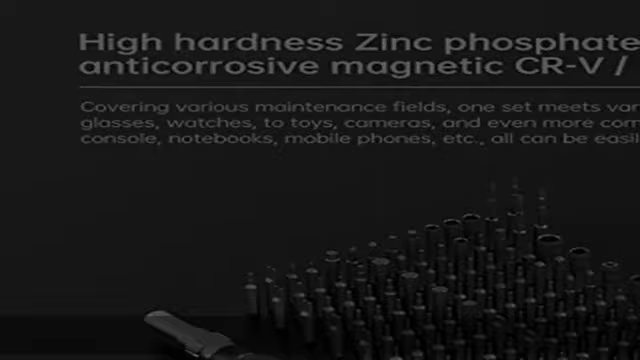 High hardness Zinc phosphate
anticorrosive magnetic CR-V /
Covering various maintenance fields, one set meets var
glasses, watches, to toys, cameras, and even more com
console, notebooks, mobile phones, etc., all can be easil